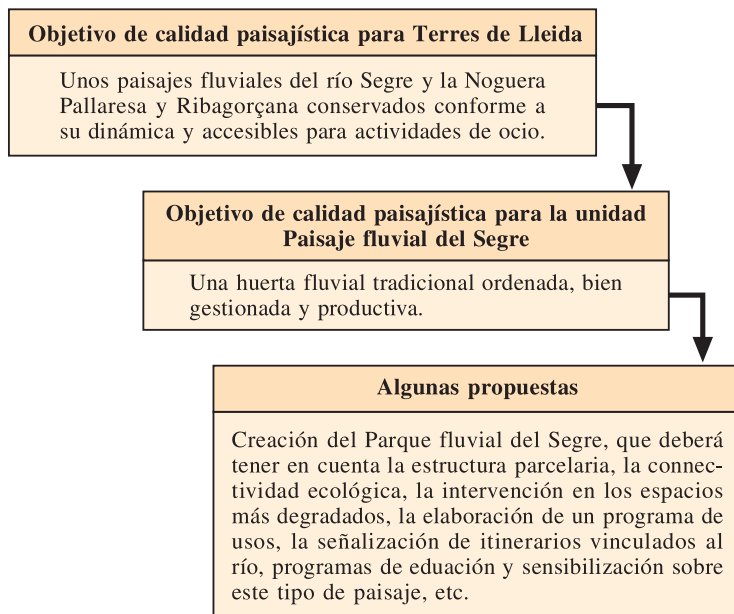 Objetivo de calidad paisajística para Terres de Lleida
Unos paisajes fluviales del río Segre y la Noguera
Pallaresa y Ribagorçana conservados conforme a
su dinámica y accesibles para actividades de ocio.
Objetivo de calidad paisajística para la unidad
Paisaje fluvial del Segre
Una huerta fluvial tradicional ordenada, bien
gestionada y productiva.
Algunas propuestas
Creación del Parque fluvial del Segre, que deberá
tener en cuenta la estructura parcelaria, la connec-
tividad ecológica, la intervención en los espacios
más degradados, la elaboración de un programa de
usos, la señalización de itinerarios vinculados al
río, programas de eduación y sensibilización sobre
este tipo de paisaje, etc.